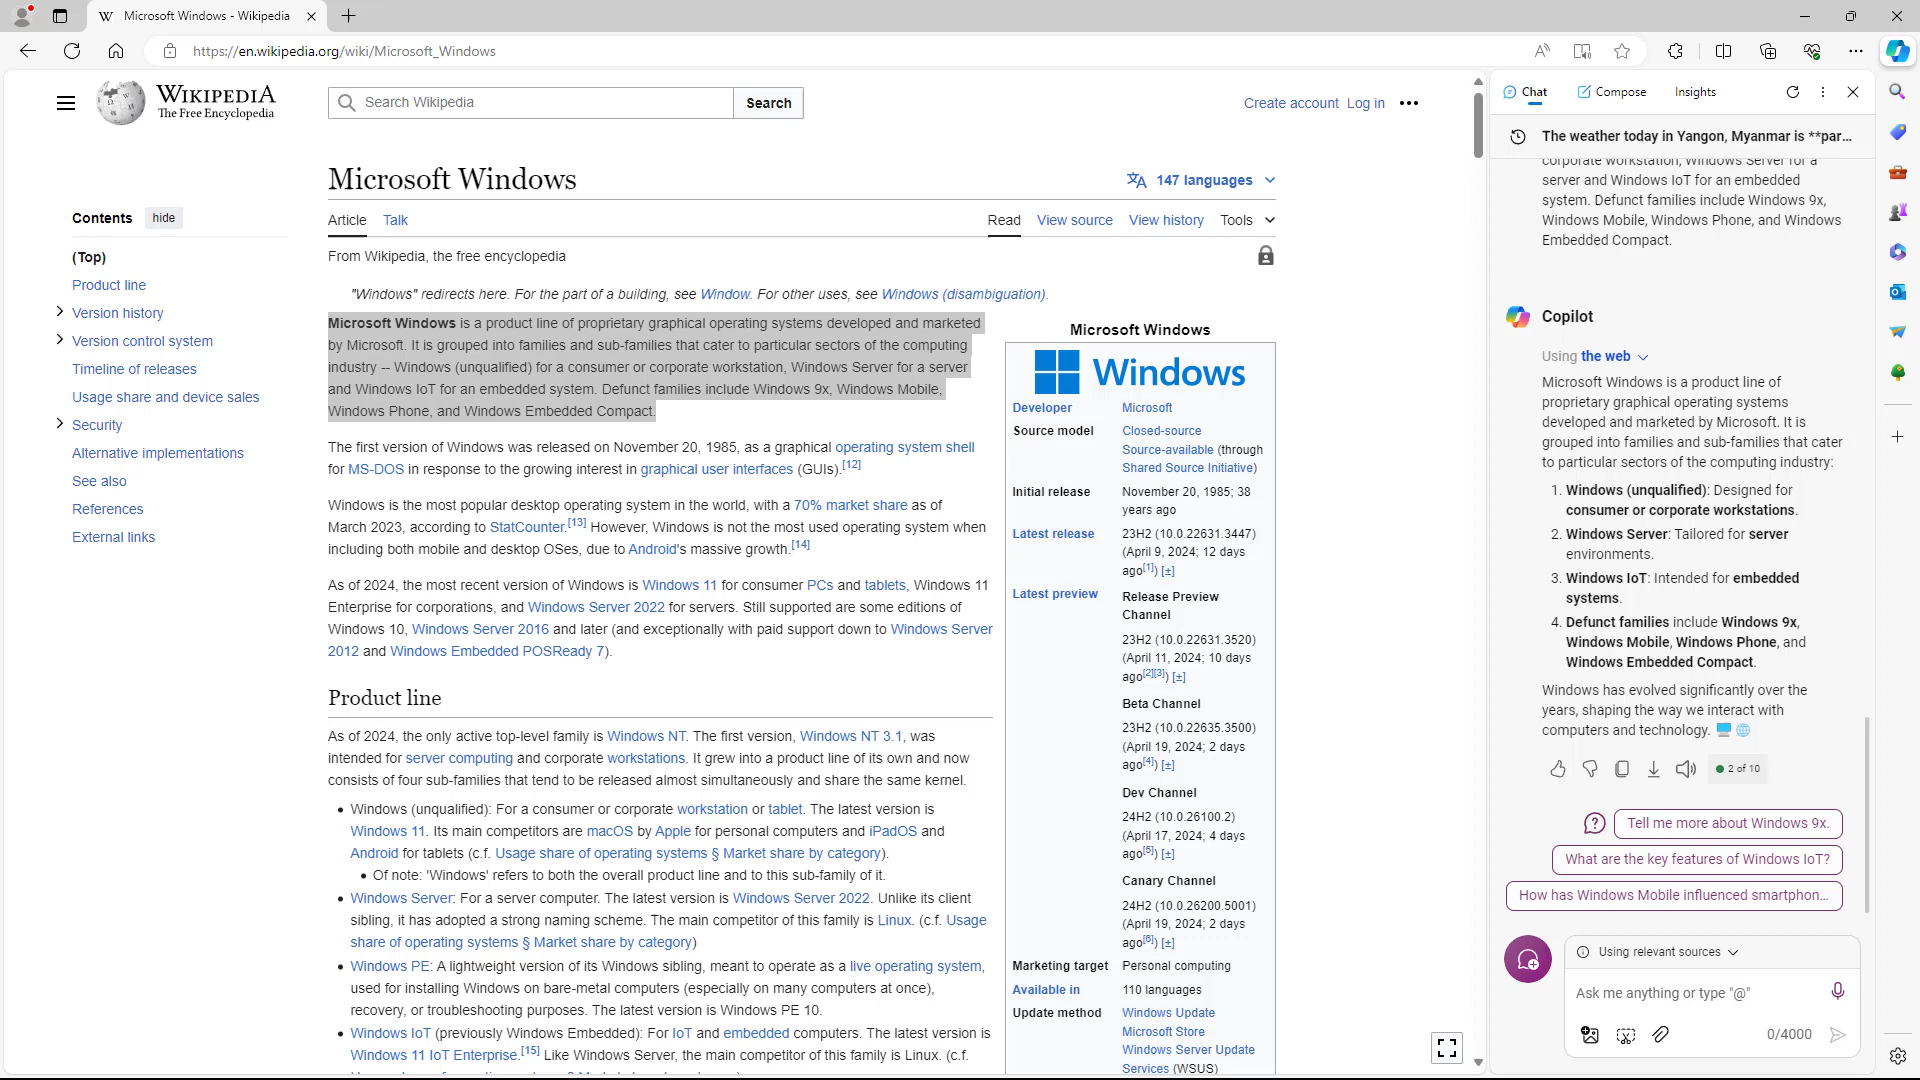 Microsoft Windows - Wikipedia
https://en.wikipedia.org/wiki/Microsoft_Windows
WIKIPEDIA
The Free Encyclopedia
Search Wikipedia
Search
Create account Log in
Contents hide
(Top)
Product line
Version history
Version control system
Timeline of releases
Usage share and device sales
Security
Alternative implementations
See also
References
External links
Microsoft Windows
147 languages
Article Talk Read View source View history Tools
From Wikipedia, the free encyclopedia
"Windows" redirects here. For the part of a building, see Window. For other uses, see Windows (disambiguation).
Microsoft Windows is a product line of proprietary graphical operating systems developed and marketed
by Microsoft. It is grouped into families and sub-families that cater to particular sectors of the computing
industry -- Windows (unqualified) for a consumer or corporate workstation, Windows Server for a server
and Windows IoT for an embedded system. Defunct families include Windows 9x, Windows Mobile,
Windows Phone, and Windows Embedded Compact.
The first version of Windows was released on November 20, 1985, as a graphical operating system shell
for MS-DOS in response to the growing interest in graphical user interfaces (GUIs).[12]
Windows is the most popular desktop operating system in the world, with a 70% market share as of
March 2023, according to StatCounter.[13] However, Windows is not the most used operating system when
including both mobile and desktop OSes, due to Android's massive growth.[14]
As of 2024, the most recent version of Windows is Windows 11 for consumer PCs and tablets, Windows 11
Enterprise for corporations, and Windows Server 2022 for servers. Still supported are some editions of
Windows 10, Windows Server 2016 and later (and exceptionally with paid support down to Windows Server
2012 and Windows Embedded POSReady 7).
Product line
As of 2024, the only active top-level family is Windows NT. The first version, Windows NT 3.1, was
intended for server computing and corporate workstations. It grew into a product line of its own and now
consists of four sub-families that tend to be released almost simultaneously and share the same kernel.
• Windows (unqualified): For a consumer or corporate workstation or tablet. The latest version is
Windows 11. Its main competitors are macOS by Apple for personal computers and iPadOS and
Android for tablets (c.f. Usage share of operating systems § Market share by category).
• Of note: 'Windows' refers to both the overall product line and to this sub-family of it.
• Windows Server: For a server computer. The latest version is Windows Server 2022. Unlike its client
sibling, it has adopted a strong naming scheme. The main competitor of this family is Linux. (c.f. Usage
share of operating systems § Market share by category)
• Windows PE: A lightweight version of its Windows sibling, meant to operate as a live operating system,
used for installing Windows on bare-metal computers (especially on many computers at once),
recovery, or troubleshooting purposes. The latest version is Windows PE 10.
• Windows IoT (previously Windows Embedded): For IoT and embedded computers. The latest version is
Windows 11 IoT Enterprise.[15] Like Windows Server, the main competitor of this family is Linux. (c.f.
Microsoft Windows
Windows
Developer Microsoft
Source model Closed-source
Source-available (through
Shared Source Initiative)
Initial release November 20, 1985; 38
years ago
Latest release 23H2 (10.0.22631.3447)
(April 9, 2024; 12 days
ago[1]) [±]
Latest preview Release Preview
Channel
23H2 (10.0.22631.3520)
(April 11, 2024; 10 days
ago[2][3]) [±]
Beta Channel
23H2 (10.0.22635.3500)
(April 19, 2024; 2 days
ago[4]) [±]
Dev Channel
24H2 (10.0.26100.2)
(April 17, 2024; 4 days
ago[5]) [±]
Canary Channel
24H2 (10.0.26200.5001)
(April 19, 2024; 2 days
ago[6]) [±]
Marketing target Personal computing
Available in 110 languages
Update method Windows Update
Microsoft Store
Windows Server Update
Services (WSUS)
Chat Compose Insights
The weather today in Yangon, Myanmar is **par...
corporate workstation, Windows Server for a
server and Windows IoT for an embedded
system. Defunct families include Windows 9x,
Windows Mobile, Windows Phone, and Windows
Embedded Compact.
Copilot
Using the web
Microsoft Windows is a product line of
proprietary graphical operating systems
developed and marketed by Microsoft. It is
grouped into families and sub-families that cater
to particular sectors of the computing industry:
1. Windows (unqualified): Designed for
consumer or corporate workstations.
2. Windows Server: Tailored for server
environments.
3. Windows IoT: Intended for embedded
systems.
4. Defunct families include Windows 9x,
Windows Mobile, Windows Phone, and
Windows Embedded Compact.
Windows has evolved significantly over the
years, shaping the way we interact with
computers and technology.
2 of 10
Tell me more about Windows 9x.
What are the key features of Windows IoT?
How has Windows Mobile influenced smartphon...
Using relevant sources
Ask me anything or type "@"
0/4000